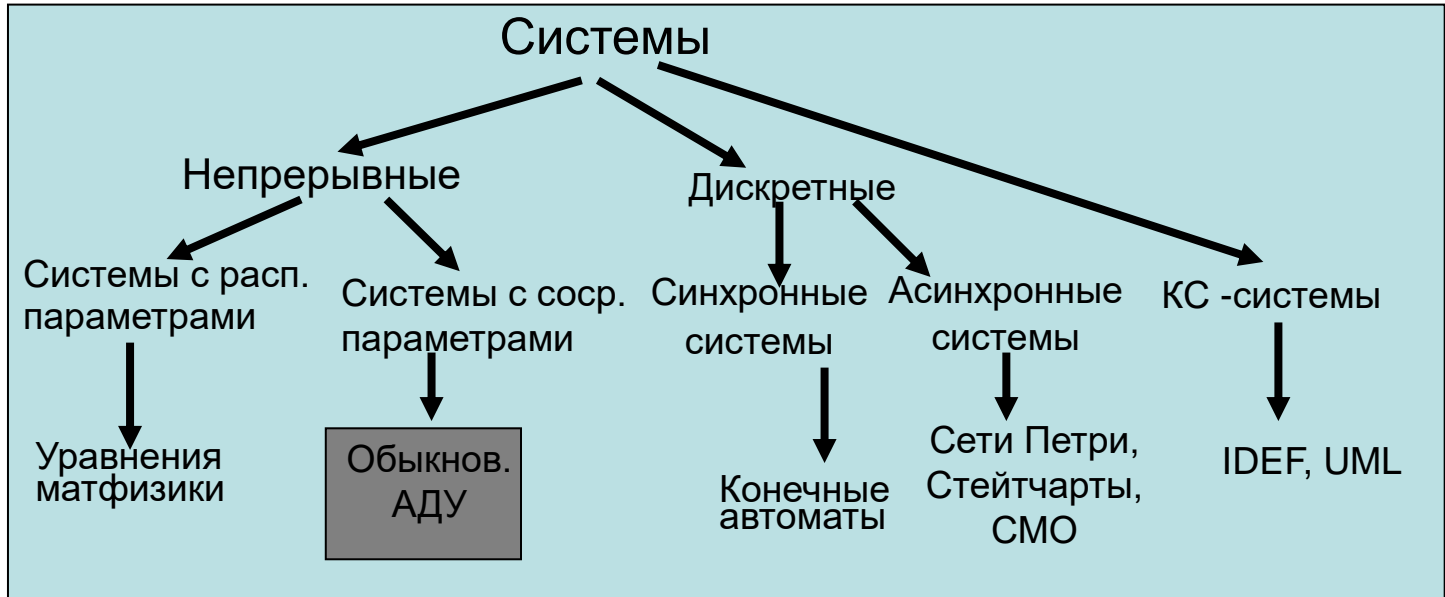 Системы
Непрерывные
Дискретные
Системы с расп.
параметрами
Системы с соср.
параметрами
Синхронные
системы
Асинхронные
системы
КС -системы
Уравнения
матфизики
Обыкнов.
АДУ
Конечные
автоматы
Сети Петри,
Стейтчарты,
СМО
IDEF, UML